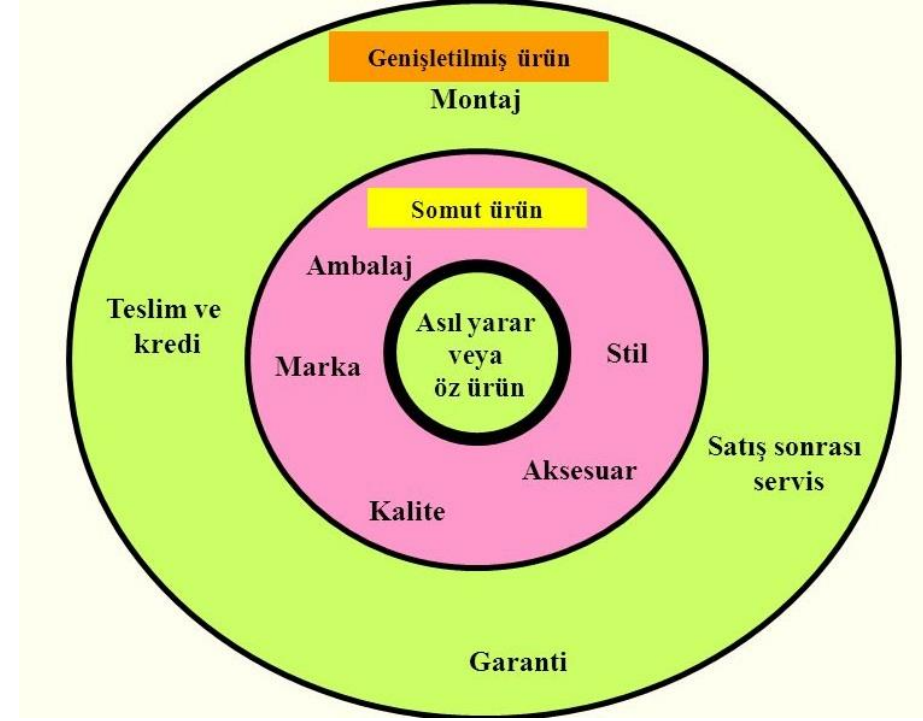 Genişletilmiş ürün
Montaj
Somut ürün
Ambalaj
Teslim ve
kredi
Asıl yarar
veya
öz ürün
Marka
Stil
Satış sonrası
servis
Aksesuar
Kalite
Garanti